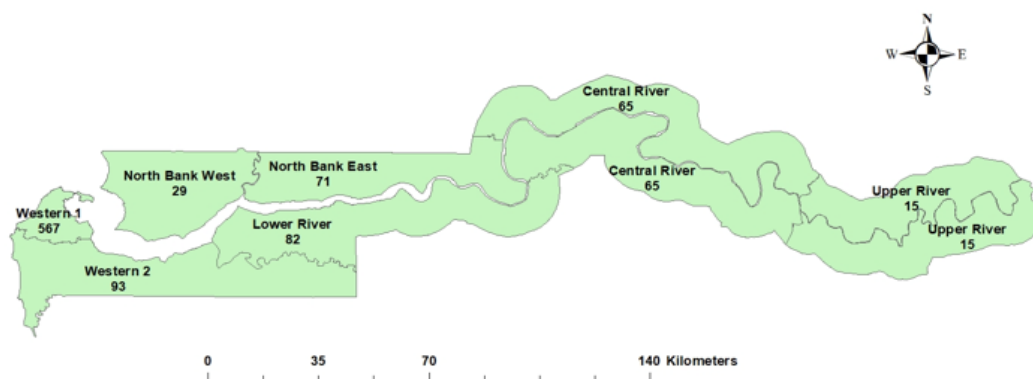 N
W E
S
Central River
65
North Bank West
29
North Bank East
71
Central River
65
Upper River
15
Western 1
567
Lower River
82
Upper River
15
Western 2
93
0 35 70 140 Kilometers